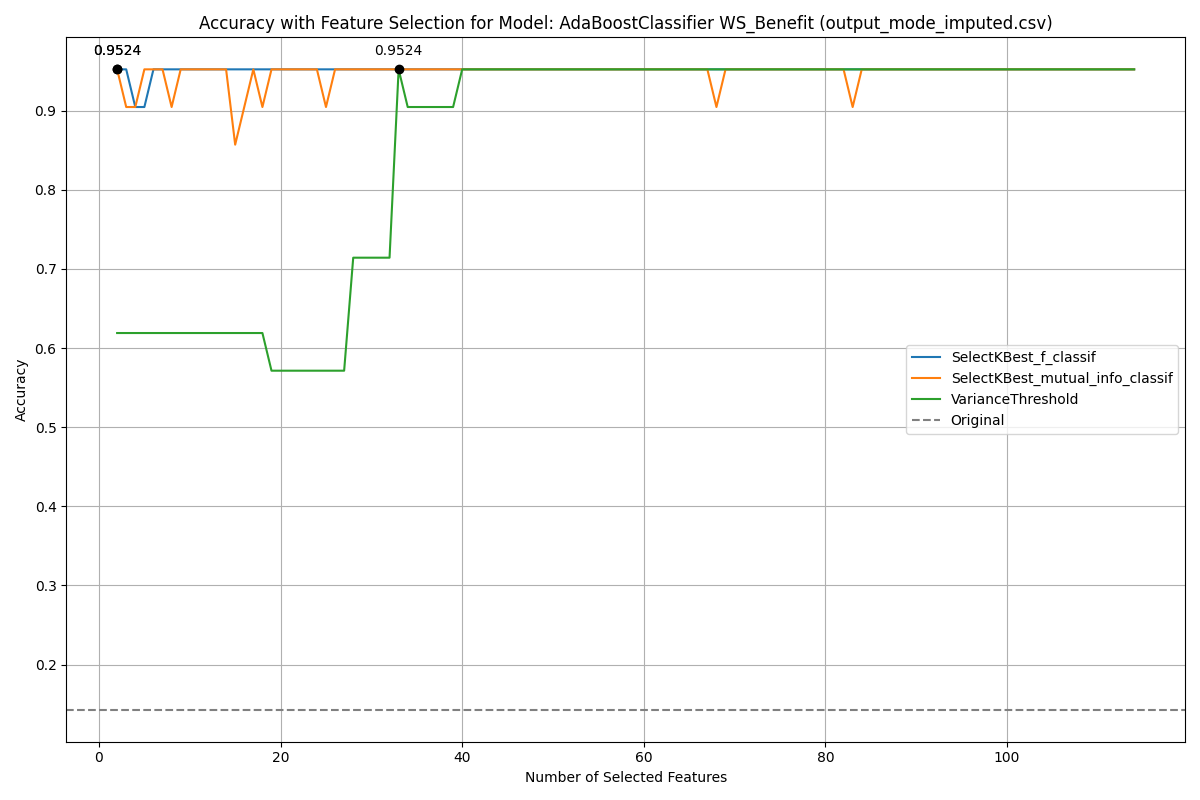 Accuracy with Feature Selection for Model: AdaBoostClassifier WS_Benefit (output_mode_imputed.csv)
0.9524
0.9524
0.9
0.8
0.7
0.6
0.5
0.4
0.3
0.2
Accuracy
SelectKBest_f_classif
SelectKBest_mutual_info_classif
VarianceThreshold
Original
0 20 40 60 80 100
Number of Selected Features